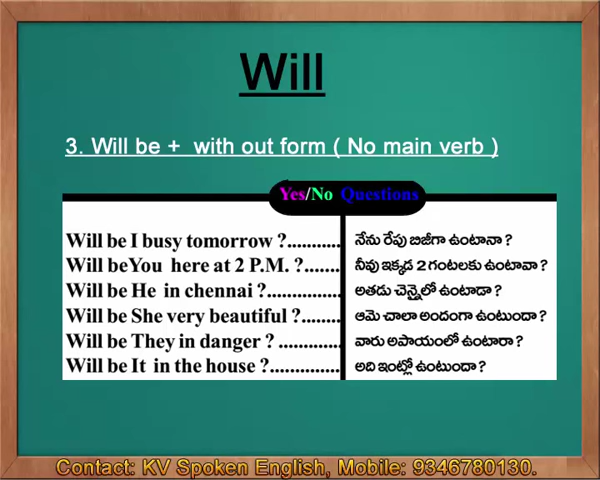 Will
3. Will be + with out form ( No main verb )
Yes/No Questions
Will be I busy tomorrow ?........... నేను రేపు బిజీగా ఉంటానా ?
Will beYou here at 2 P.M. ?....... నీవు ఇక్కడ 2 గంటలకు ఉంటావా ?
Will be He in chennai ?................ అతడు చెన్నైలో ఉంటాడా ?
Will be She very beautiful ?........ ఆమె చాలా అందంగా ఉంటుందా ?
Will be They in danger ? ............. వారు అపాయంలో ఉంటారా ?
Will be It in the house ?............... అది ఇంట్లో ఉంటుందా ?
Contact: KV Spoken English, Mobile: 9346780130.